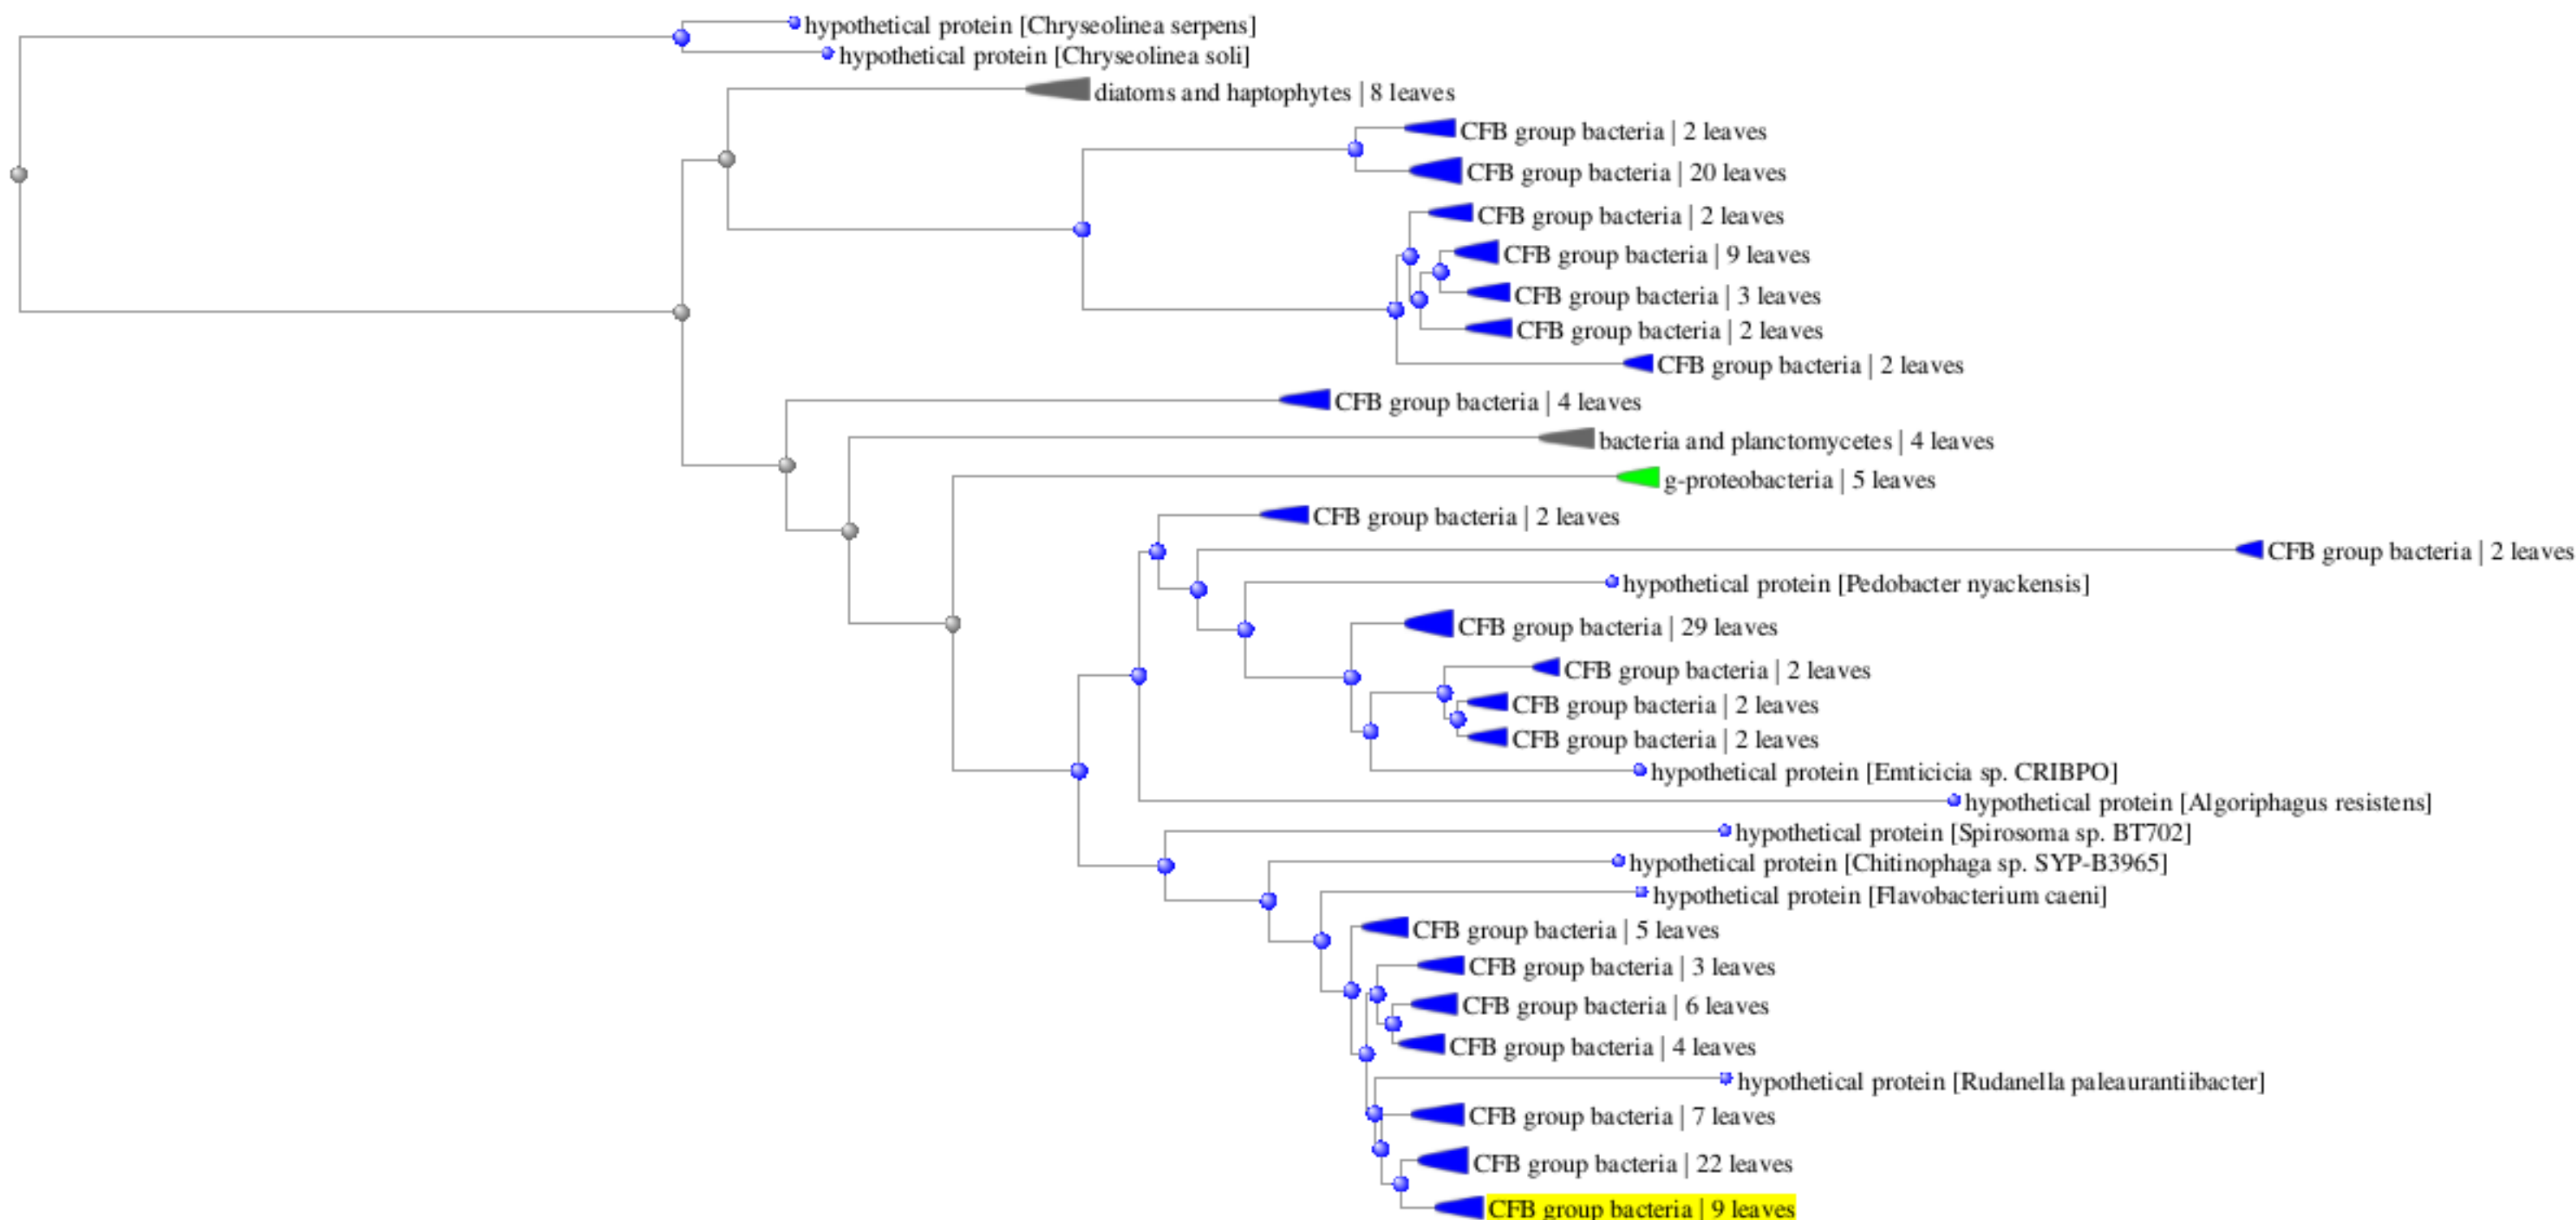 hypothetical protein [Chryseolinea serpens]
hypothetical protein [Chryseolinea soli]
diatoms and haptophytes | 8 leaves
CFB group bacteria | 2 leaves
CFB group bacteria | 20 leaves
CFB group bacteria | 2 leaves
CFB group bacteria | 9 leaves
CFB group bacteria | 3 leaves
CFB group bacteria | 2 leaves
CFB group bacteria | 2 leaves
CFB group bacteria | 4 leaves
bacteria and planctomycetes | 4 leaves
g-proteobacteria | 5 leaves
CFB group bacteria | 2 leaves
CFB group bacteria | 2 leaves
hypothetical protein [Pedobacter nyackensis]
CFB group bacteria | 29 leaves
CFB group bacteria | 2 leaves
CFB group bacteria | 2 leaves
CFB group bacteria | 2 leaves
hypothetical protein [Emticicia sp. CRIBPO]
hypothetical protein [Algoriphagus resistens]
hypothetical protein [Spirosoma sp. BT702]
hypothetical protein [Chitinophaga sp. SYP-B3965]
hypothetical protein [Flavobacterium caeni]
CFB group bacteria | 5 leaves
CFB group bacteria | 3 leaves
CFB group bacteria | 6 leaves
CFB group bacteria | 4 leaves
hypothetical protein [Rudanella paleaurantiibacter]
CFB group bacteria | 7 leaves
CFB group bacteria | 22 leaves
CFB group bacteria | 9 leaves